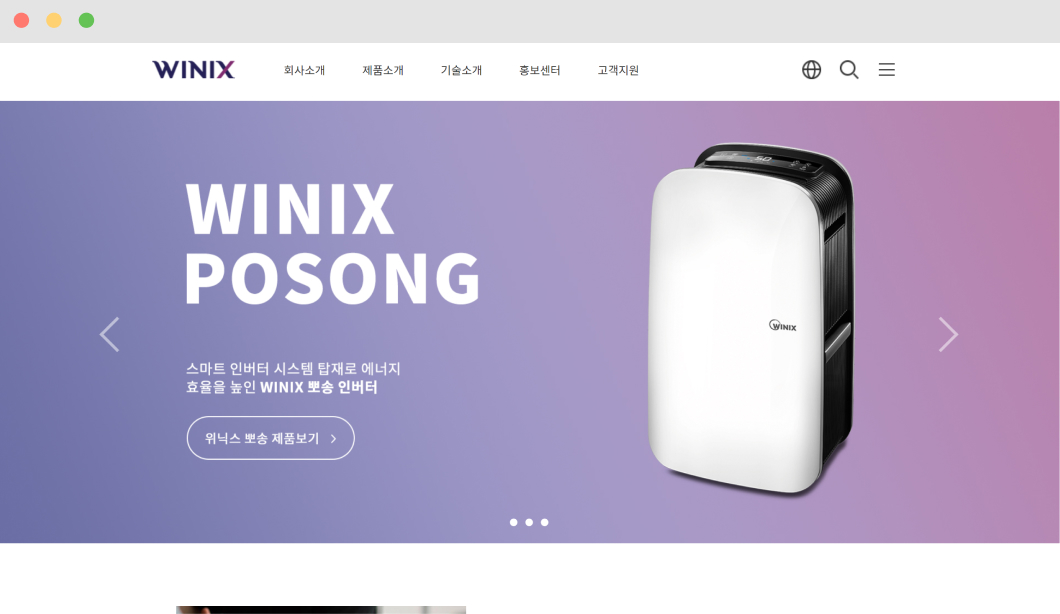 WINIX
회사소개
제품소개
기술소개
홍보센터
고객지원
WINIX
POSONG
스마트 인버터 시스템 탑재로 에너지
효율을 높인 WINIX 뽀송 인버터
위닉스 뽀송 제품보기 >
50
WINIX